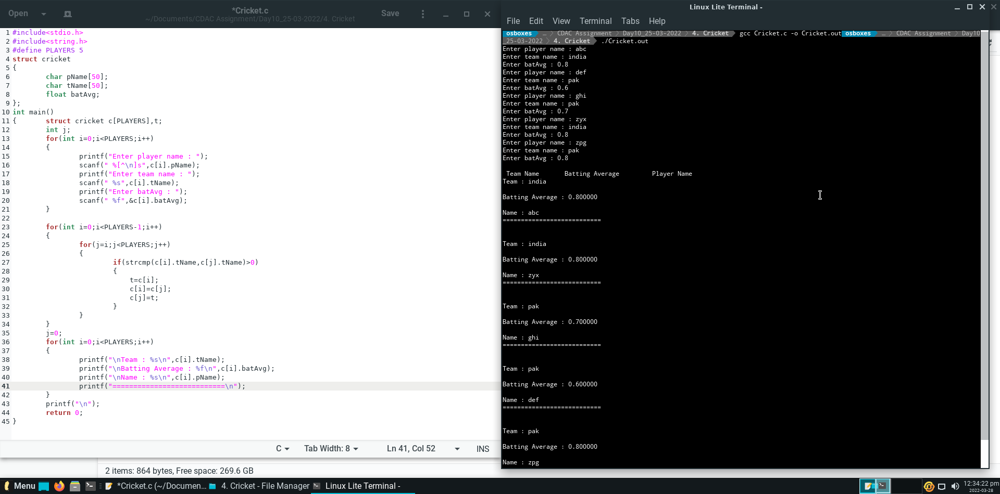 Open
*Cricket.c
~/Documents/CDAC Assignment/Day10_25-03-2022/4. Cricket
Save
1 #include<stdio.h>
2 #include<string.h>
3 #define PLAYERS 5
4 struct cricket
5 {
6 char pName[50];
7 char tName[50];
8 float batAvg;
9 };
10 int main()
11 { struct cricket c[PLAYERS],t;
12 int j;
13 for(int i=0;i<PLAYERS;i++)
14 {
15 printf("Enter player name : ");
16 scanf(" %[^\n]s",c[i].pName);
17 printf("Enter team name : ");
18 scanf(" %s",c[i].tName);
19 printf("Enter batAvg : ");
20 scanf(" %f",&c[i].batAvg);
21 }
22
23 for(int i=0;i<PLAYERS-1;i++)
24 {
25 for(j=i;j<PLAYERS;j++)
26 {
27 if(strcmp(c[i].tName,c[j].tName)>0)
28 {
29 t=c[i];
30 c[i]=c[j];
31 c[j]=t;
32 }
33 }
34 }
35 j=0;
36 for(int i=0;i<PLAYERS;i++)
37 {
38 printf("\nTeam : %s\n",c[i].tName);
39 printf("\nBatting Average : %f\n",c[i].batAvg);
40 printf("\nName : %s\n",c[i].pName);
41 printf("===========================\n");
42 }
43 printf("\n");
44 return 0;
45 }
C Tab Width: 8 Ln 41, Col 52 INS
2 items: 864 bytes, Free space: 269.6 GB
Linux Lite Terminal -
File Edit View Terminal Tabs Help
osboxes … CDAC Assignment Day10_25-03-2022 4. Cricket gcc Cricket.c -o Cricket.out osboxes … CDAC Assignment Day10
25-03-2022 4. Cricket ./Cricket.out
Enter player name : abc
Enter team name : india
Enter batAvg : 0.8
Enter player name : def
Enter team name : pak
Enter batAvg : 0.6
Enter player name : ghi
Enter team name : pak
Enter batAvg : 0.7
Enter player name : zyx
Enter team name : india
Enter batAvg : 0.8
Enter player name : zpg
Enter team name : pak
Enter batAvg : 0.8
Team Name Batting Average Player Name
Team : india
Batting Average : 0.800000
Name : abc
===========================
Team : india
Batting Average : 0.800000
Name : zyx
===========================
Team : pak
Batting Average : 0.700000
Name : ghi
===========================
Team : pak
Batting Average : 0.600000
Name : def
===========================
Team : pak
Batting Average : 0.800000
Name : zpg
Menu *Cricket.c (~/Documen... 4. Cricket - File Manager Linux Lite Terminal - 12:34:22 pm
2022-03-28